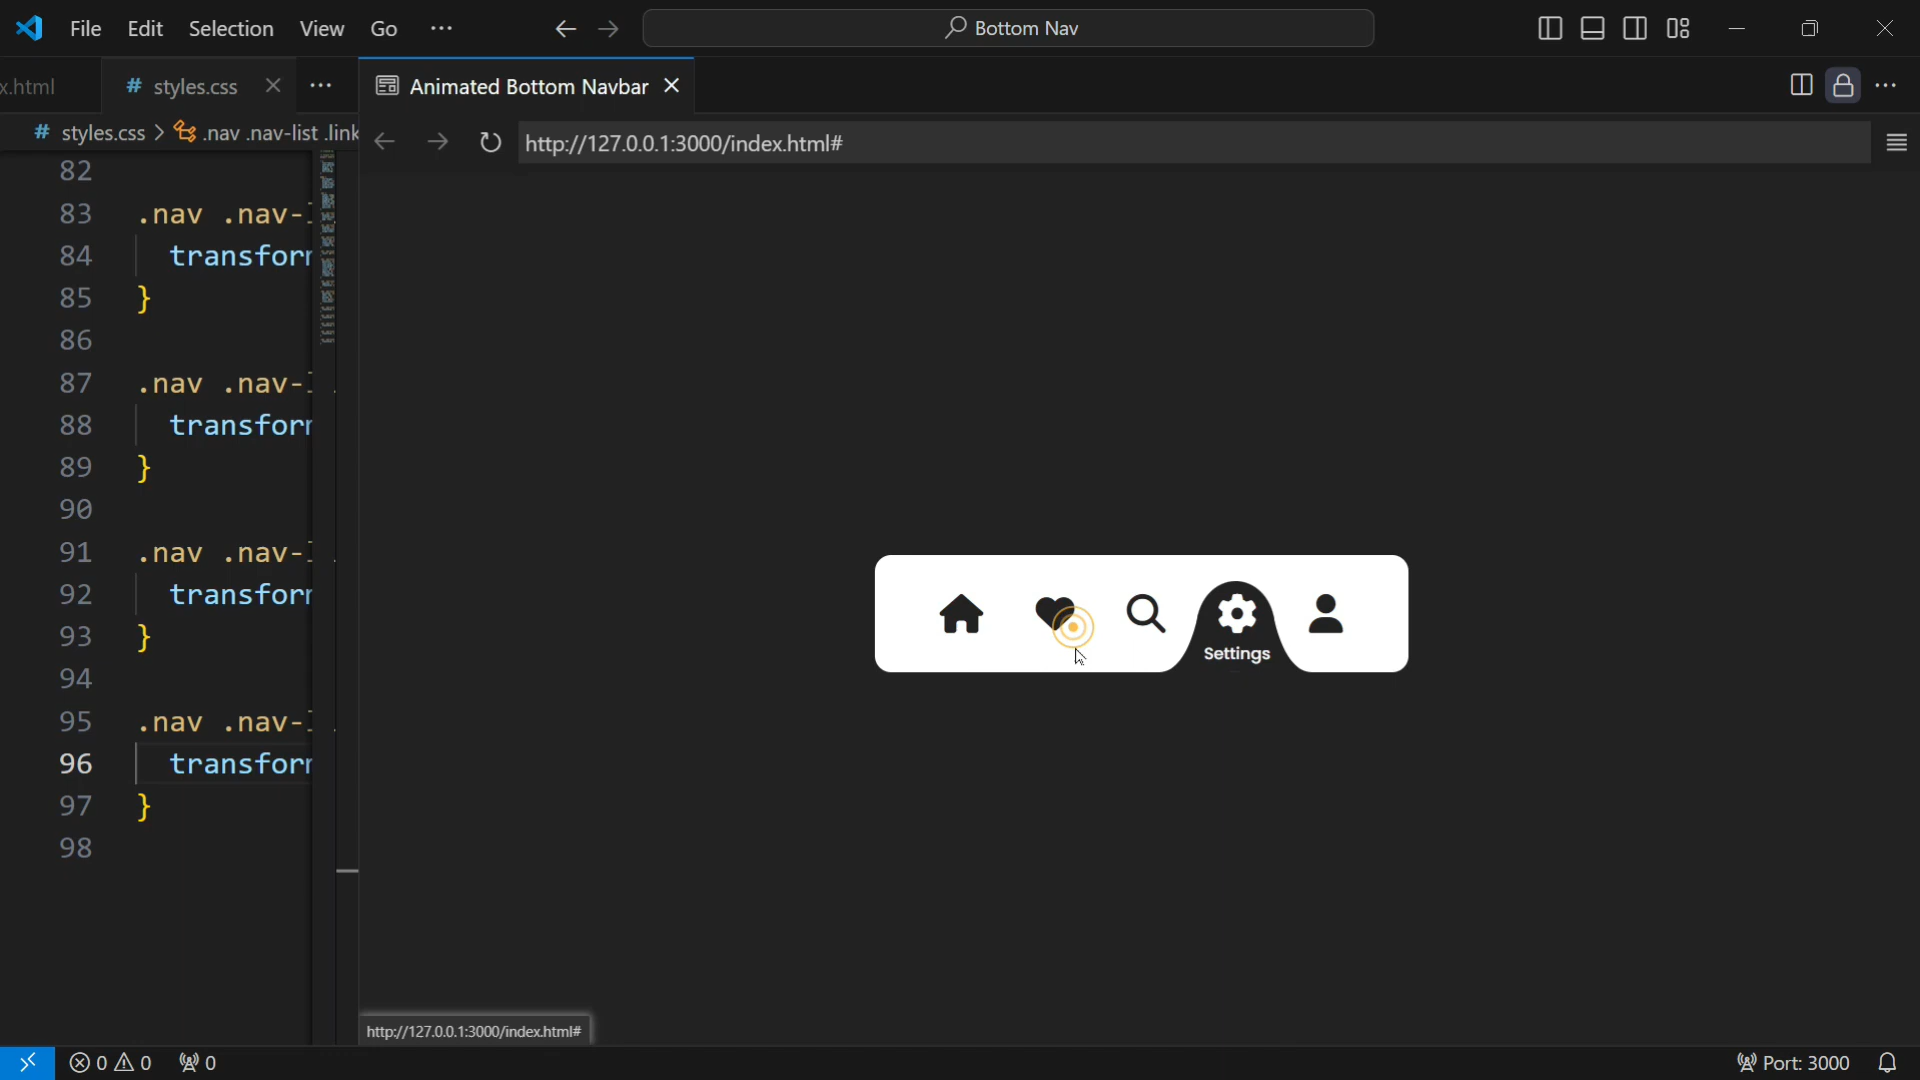 File Edit Selection View Go ···
Bottom Nav
x.html
# styles.css
···
Animated Bottom Navbar
···
# styles.css > .nav .nav-list .link
http://127.0.0.1:3000/index.html#
82
83 .nav .nav-
84 transfor
85 }
86
87 .nav .nav-
88 transfor
89 }
90
91 .nav .nav-
92 transfor
93 }
94
95 .nav .nav-
96 transfor
97 }
98
Settings
http://127.0.0.1:3000/index.html#
0 0 0
Port: 3000